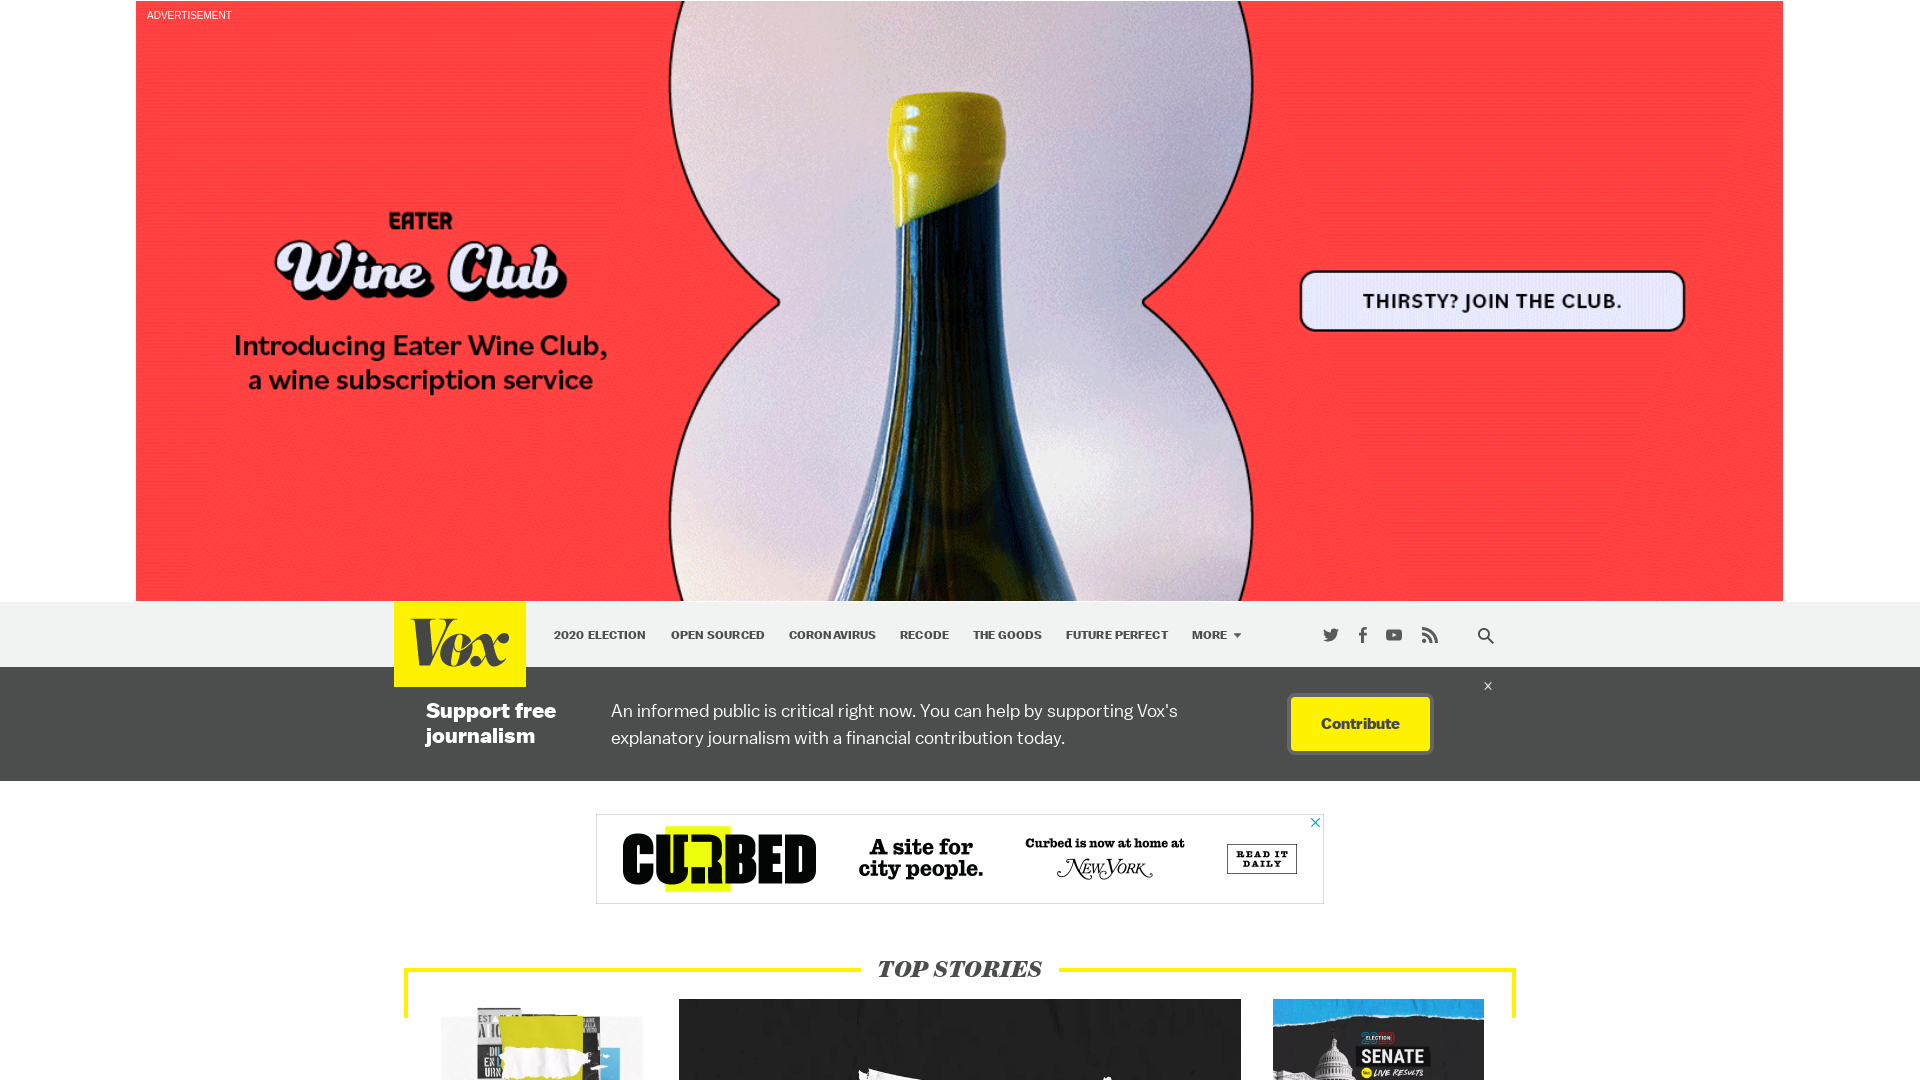 ADVERTISEMENT
EATER
Wine Club
Introducing Eater Wine Club,
a wine subscription service
THIRSTY? JOIN THE CLUB.
Vox
2020 ELECTION
OPEN SOURCED
CORONAVIRUS
RECODE
THE GOODS
FUTURE PERFECT
MORE
Support free
journalism
An informed public is critical right now. You can help by supporting Vox's
explanatory journalism with a financial contribution today.
Contribute
CURBED
A site for
city people.
Curbed is now at home at
NEW YORK
READ IT
DAILY
TOP STORIES
ELECTION
SENATE
LIVE RESULTS